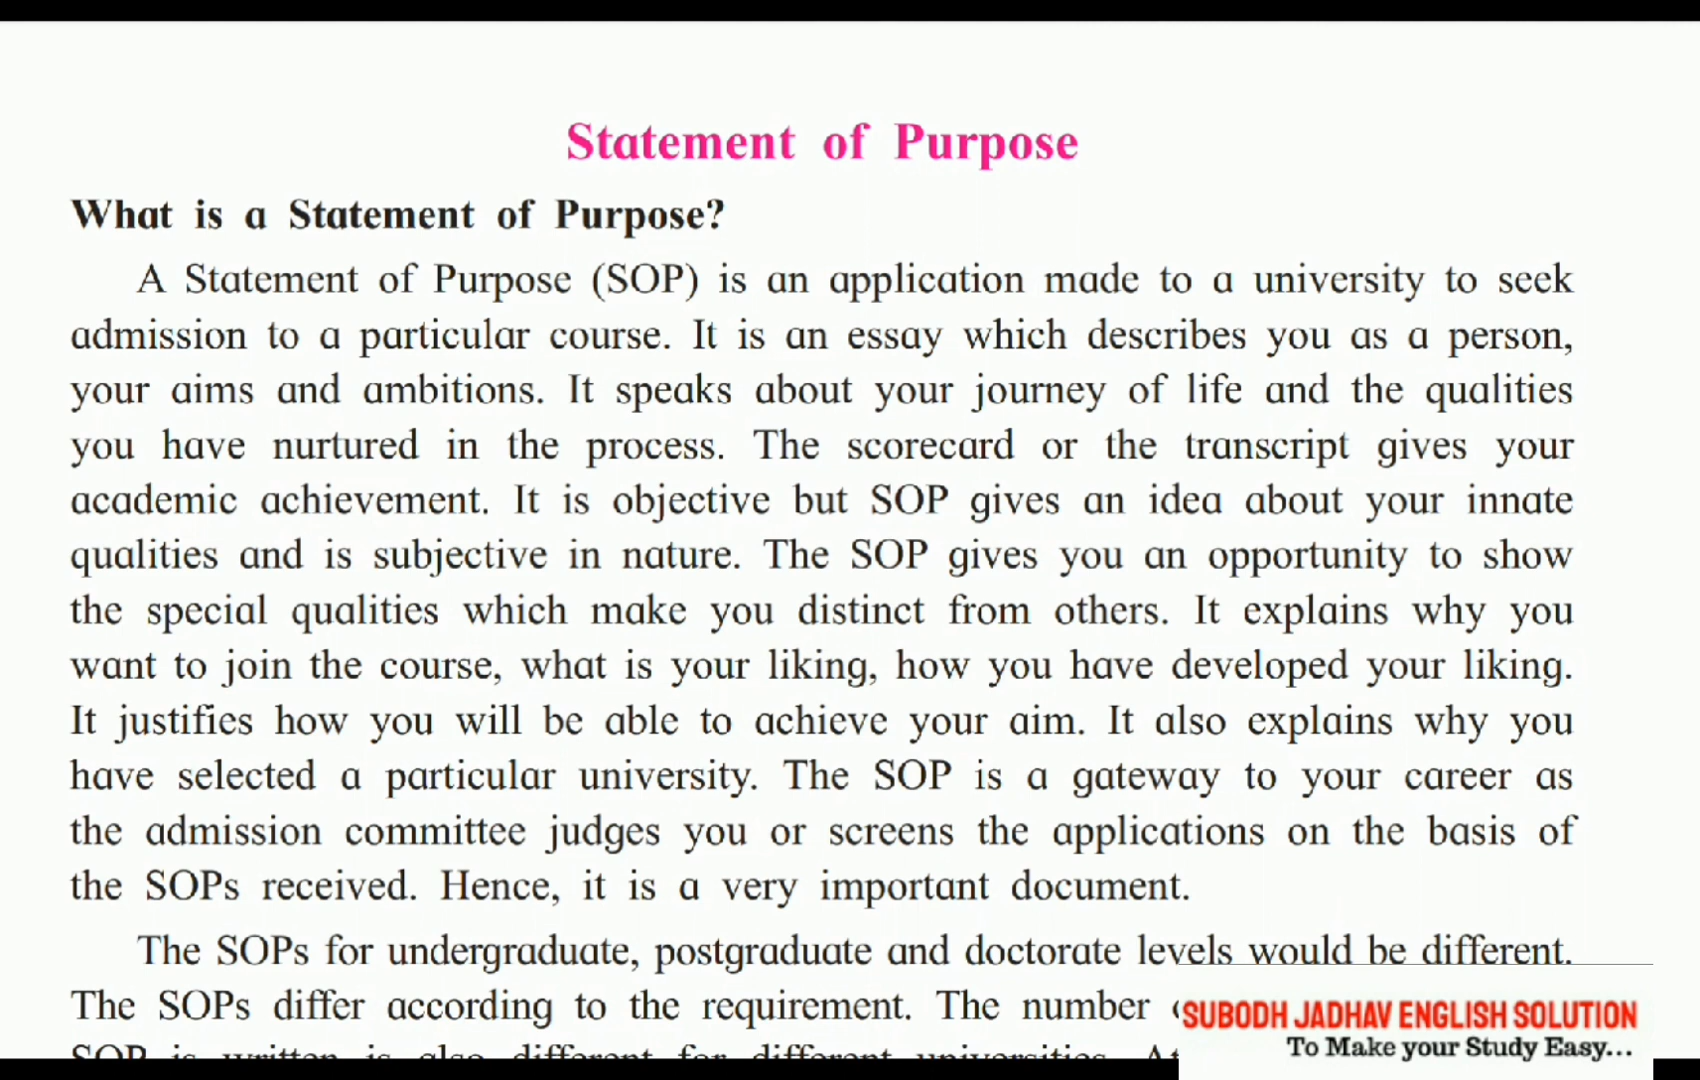 Statement of Purpose
What is a Statement of Purpose?
A Statement of Purpose (SOP) is an application made to a university to seek
admission to a particular course. It is an essay which describes you as a person,
your aims and ambitions. It speaks about your journey of life and the qualities
you have nurtured in the process. The scorecard or the transcript gives your
academic achievement. It is objective but SOP gives an idea about your innate
qualities and is subjective in nature. The SOP gives you an opportunity to show
the special qualities which make you distinct from others. It explains why you
want to join the course, what is your liking, how you have developed your liking.
It justifies how you will be able to achieve your aim. It also explains why you
have selected a particular university. The SOP is a gateway to your career as
the admission committee judges you or screens the applications on the basis of
the SOPs received. Hence, it is a very important document.
The SOPs for undergraduate, postgraduate and doctorate levels would be different.
The SOPs differ according to the requirement. The number
SOP is written is also different for different universities. At
SUBODH JADHAV ENGLISH SOLUTION
To Make your Study Easy...